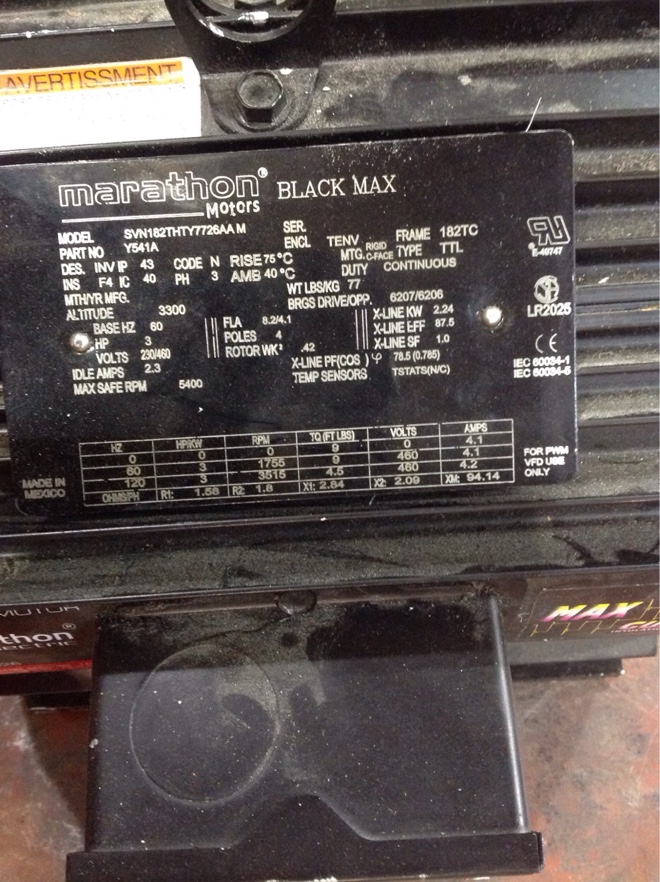 AVERTISSMENT
marathon® BLACK MAX
Motors
MODEL SVN182THTY7726AA M SER.
PART NO Y541A ENCL TENV RIGID FRAME 182TC
DES. INV IP 43 CODE N RISE 75 °C MTG. C-FACE TYPE TTL
INS F4 IC 40 PH 3 AMB 40 °C DUTY CONTINUOUS
MTH/YR MFG. WT LBS/KG 77
ALTITUDE 3300 BRGS DRIVE/OPP. 6207/6206
BASE HZ 60 FLA 8.2/4.1 X-LINE KW 2.24
HP 3 POLES 4 X-LINE EFF 87.5
VOLTS 230/460 ROTOR WK² .42 X-LINE SF 1.0
IDLE AMPS 2.3 X-LINE PF(COS) φ 78.5 (0.785)
MAX SAFE RPM 5400 TEMP SENSORS TSTATS(N/C)
E-49747
LR2025
CE
IEC 60034-1
IEC 60034-5
HZ HP/KW RPM TQ (FT LBS) VOLTS AMPS
0 0 0 9 0 4.1
60 3 1755 9 460 4.1
120 3 3515 4.5 460 4.2
OHMS/PH R1: 1.58 R2: 1.8 X1: 2.84 X2: 2.09 XM: 94.14
MADE IN
MEXICO
FOR PWM
VFD USE
ONLY
MOTOR
thon®
MAX